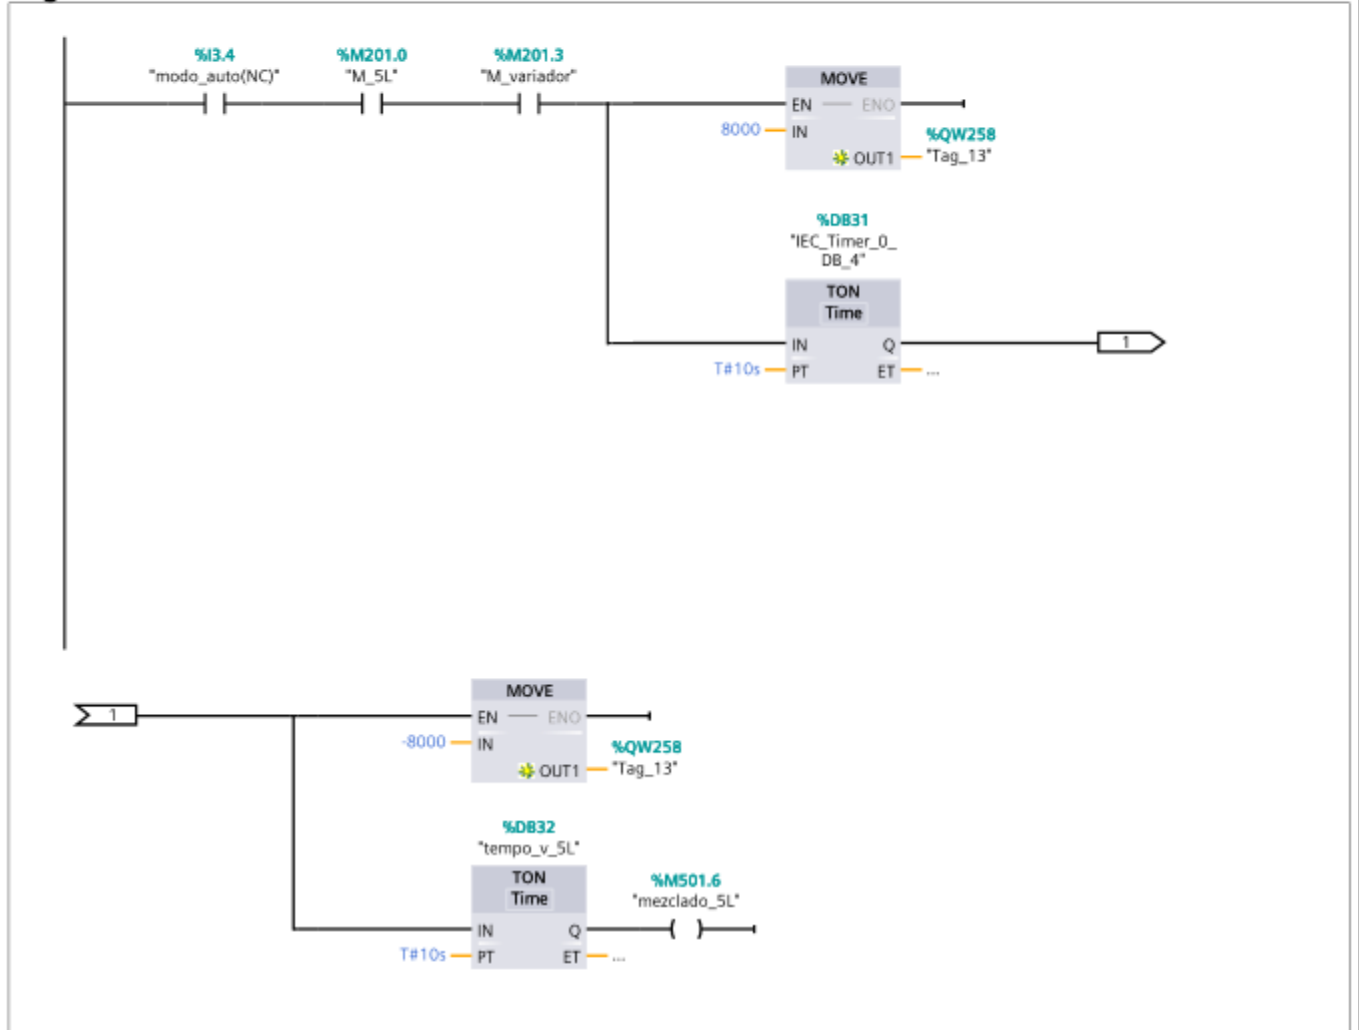 %I3.4
"modo_auto(NC)"
%M201.0
"M_5L"
%M201.3
"M_variador"
MOVE
EN ENO
8000 IN
%QW258
OUT1 "Tag_13"
%DB31
"IEC_Timer_0_
DB_4"
TON
Time
IN Q
1
T#10s PT ET ...
1
MOVE
EN ENO
-8000 IN
%QW258
OUT1 "Tag_13"
%DB32
"tempo_v_5L"
TON
Time
%M501.6
"mezclado_5L"
IN Q
T#10s PT ET ...